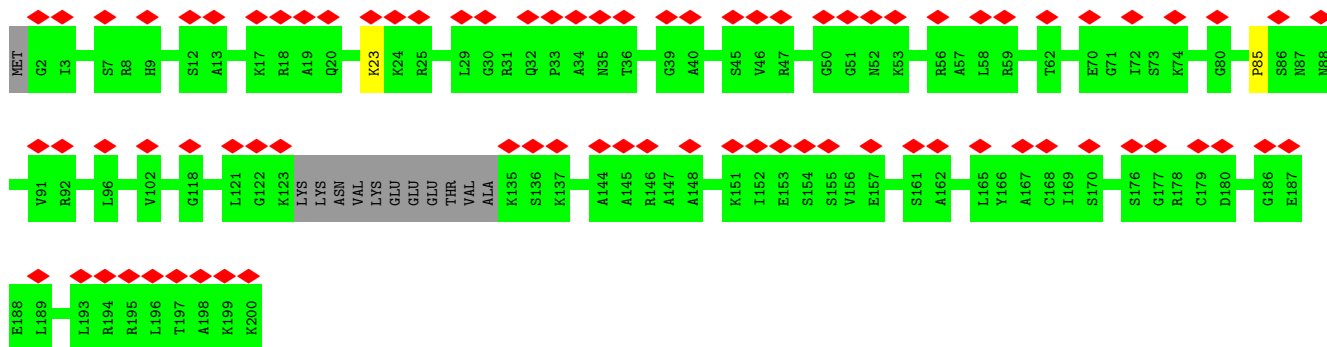 MET G2 I3 S7 R8 H9 S12 A13 K17 R18 A19 Q20 K23 K24 R25 L29 G30 R31 Q32 P33 A34 N35 T36 G39 A40 S45 V46 R47 G50 G51 N52 K53 R56 A57 L58 R59 T62 E70 G71 I72 S73 K74 G80 P85 S86 N87 N88
V91 R92 L96 V102 G118 L121 G122 K123 LYS LYS ASN VAL LYS GLU GLU GLU THR VAL ALA K135 S136 K137 A144 A145 R146 A147 A148 K151 I152 E153 S154 S155 V156 E157 S161 A162 L165 Y166 A167 C168 I169 S170 S176 G177 R178 C179 D180 G186 E187
E188 L189 L193 R194 R195 L196 T197 A198 K199 K200